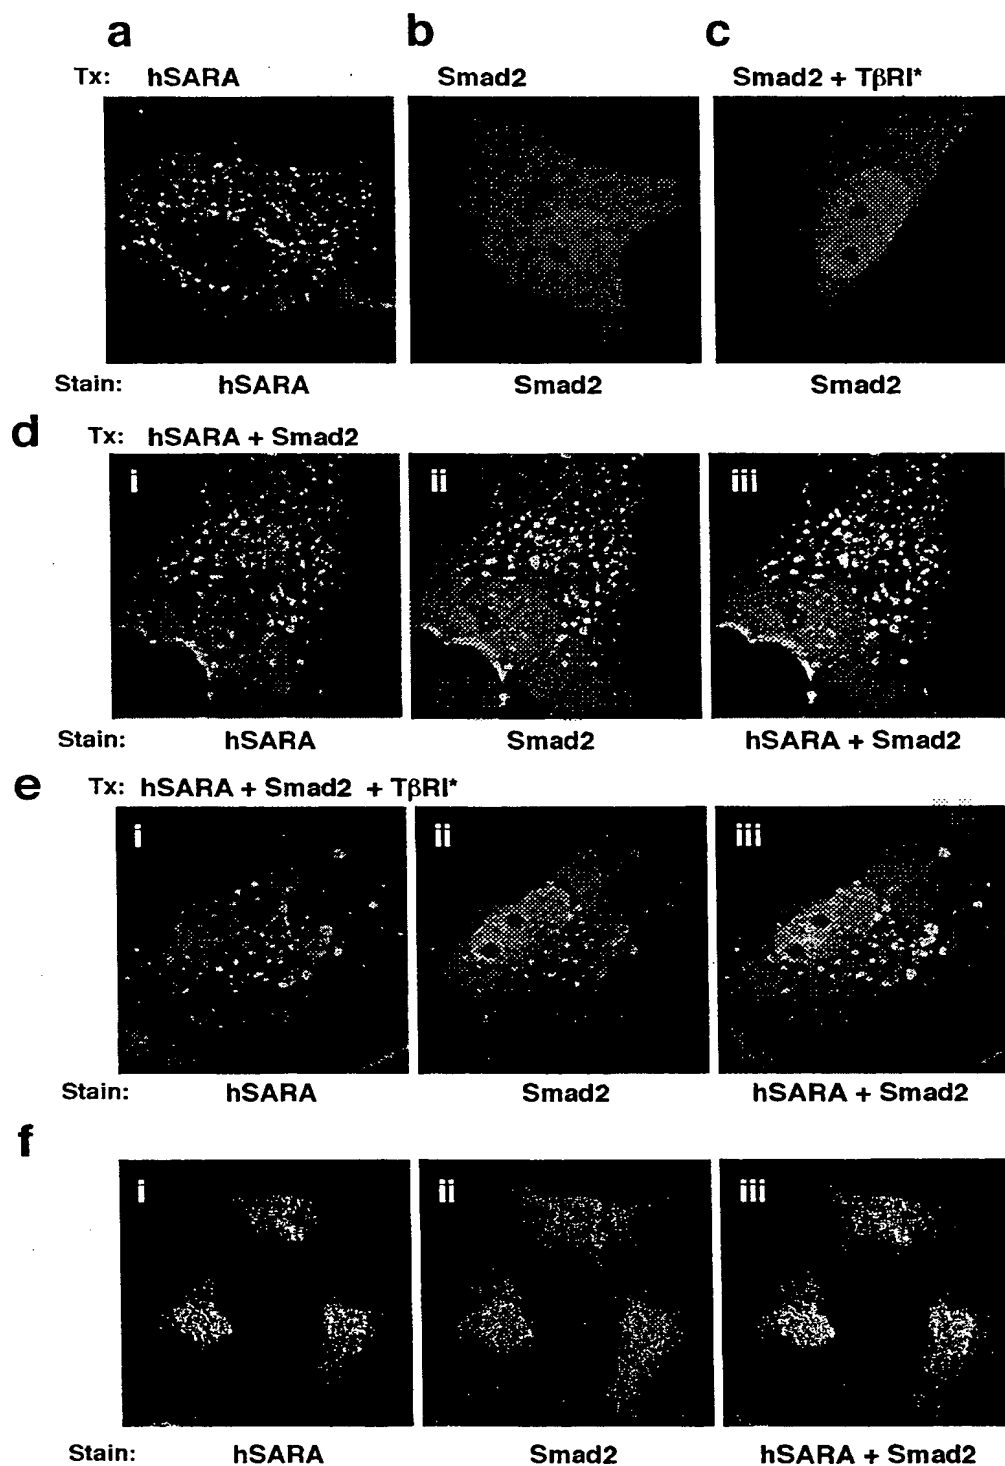 a b c
Tx: hSARA Smad2 Smad2 + TβRI*
Stain: hSARA Smad2 Smad2
d Tx: hSARA + Smad2
i ii iii
Stain: hSARA Smad2 hSARA + Smad2
e Tx: hSARA + Smad2 + TβRI*
i ii iii
Stain: hSARA Smad2 hSARA + Smad2
f
i ii iii
Stain: hSARA Smad2 hSARA + Smad2